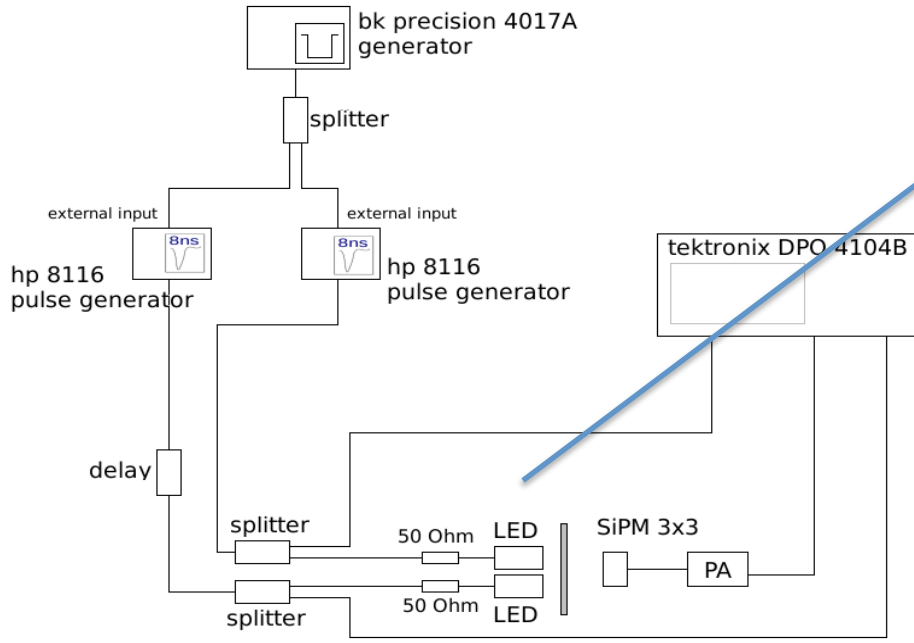 bk precision 4017A
generator
splitter
external input
external input
8ns
8ns
hp 8116
pulse generator
hp 8116
pulse generator
tektronix DPO 4104B
delay
splitter
50 Ohm
LED
SiPM 3x3
PA
splitter
50 Ohm
LED